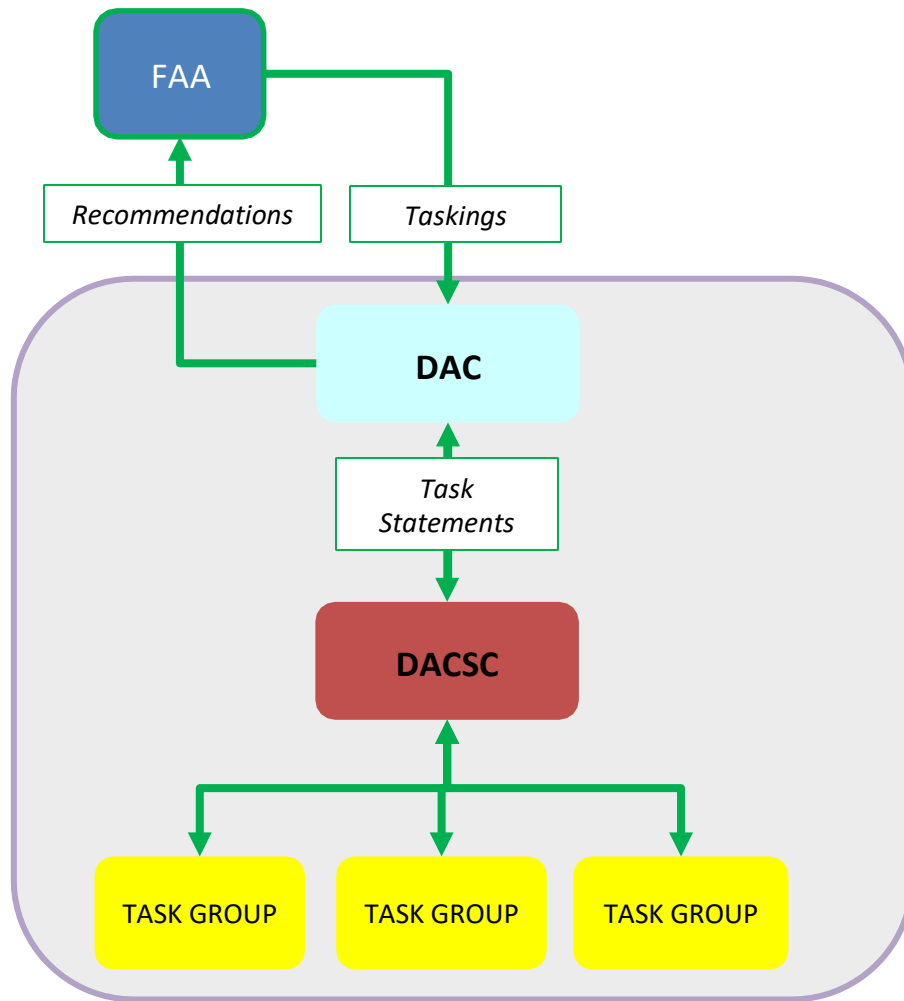 FAA
Recommendations
Taskings
DAC
Task
Statements
DACSC
TASK GROUP
TASK GROUP
TASK GROUP